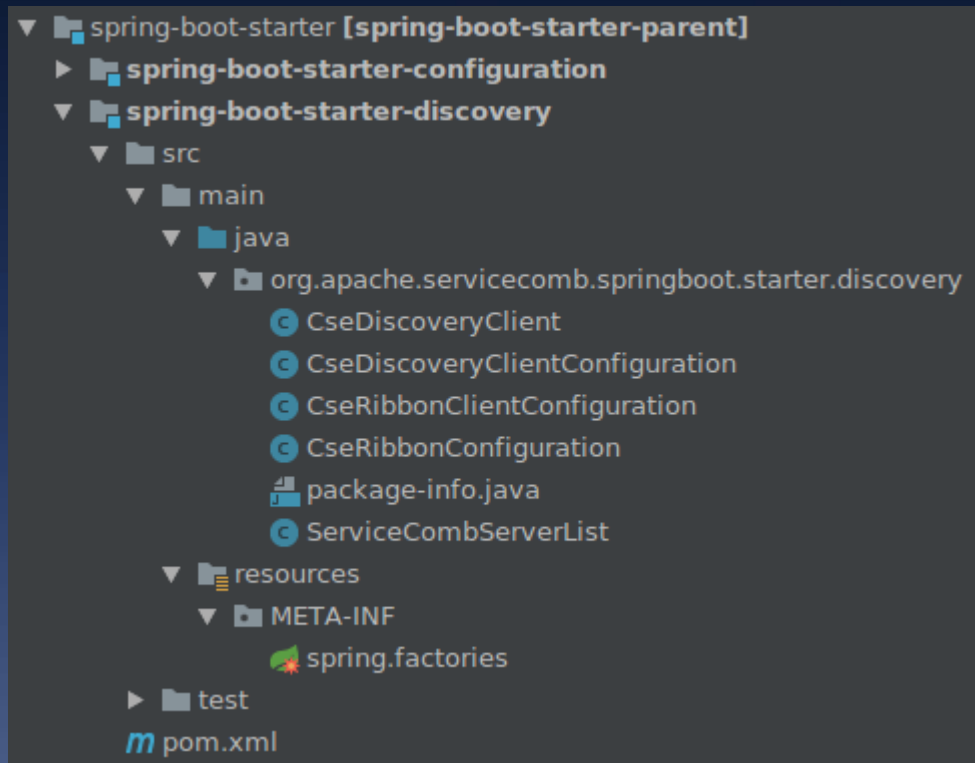 spring-boot-starter [spring-boot-starter-parent]
spring-boot-starter-configuration
spring-boot-starter-discovery
src
main
java
org.apache.servicecomb.springboot.starter.discovery
C CseDiscoveryClient
C CseDiscoveryClientConfiguration
C CseRibbonClientConfiguration
C CseRibbonConfiguration
J package-info.java
C ServiceCombServerList
resources
META-INF
spring.factories
test
m pom.xml